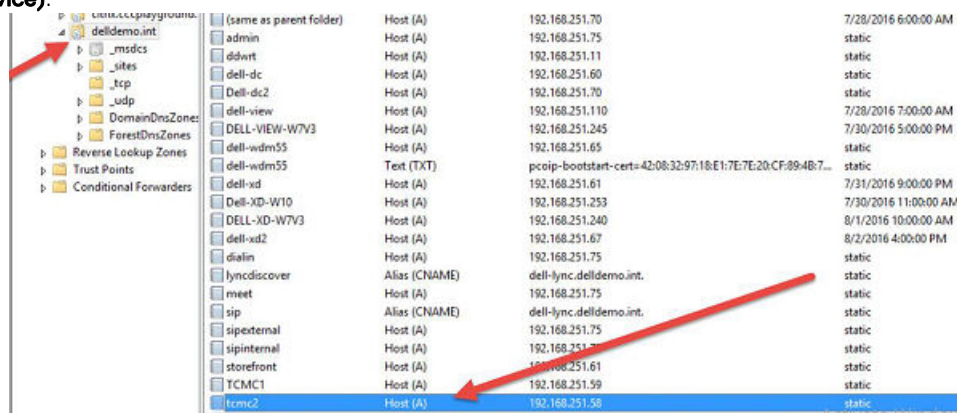 vice).
delldemo.int
_msdcs
_sites
_tcp
_udp
DomainDnsZones
ForestDnsZones
Reverse Lookup Zones
Trust Points
Conditional Forwarders
(same as parent folder) Host (A) 192.168.251.70 7/28/2016 6:00:00 AM
admin Host (A) 192.168.251.75 static
ddwrt Host (A) 192.168.251.11 static
dell-dc Host (A) 192.168.251.60 static
Dell-dc2 Host (A) 192.168.251.70 static
dell-view Host (A) 192.168.251.110 7/28/2016 7:00:00 AM
DELL-VIEW-W7V3 Host (A) 192.168.251.245 7/30/2016 5:00:00 PM
dell-wdm55 Host (A) 192.168.251.65 static
dell-wdm55 Text (TXT) pcoip-bootstart-cert=42:08:32:97:18:E1:7E:7E:20:CF:89:4B:7... static
dell-xd Host (A) 192.168.251.61 7/31/2016 9:00:00 PM
Dell-XD-W10 Host (A) 192.168.251.253 7/30/2016 11:00:00 AM
DELL-XD-W7V3 Host (A) 192.168.251.240 8/1/2016 10:00:00 AM
dell-xd2 Host (A) 192.168.251.67 8/2/2016 4:00:00 PM
dialin Host (A) 192.168.251.75 static
lyncdiscover Alias (CNAME) dell-lync.delldemo.int. static
meet Host (A) 192.168.251.75 static
sip Alias (CNAME) dell-lync.delldemo.int. static
sipexternal Host (A) 192.168.251.75 static
sipinternal Host (A) static
storefront Host (A) static
TCMC1 Host (A) 192.168.251.59 static
tcmc2 Host (A) 192.168.251.58 static